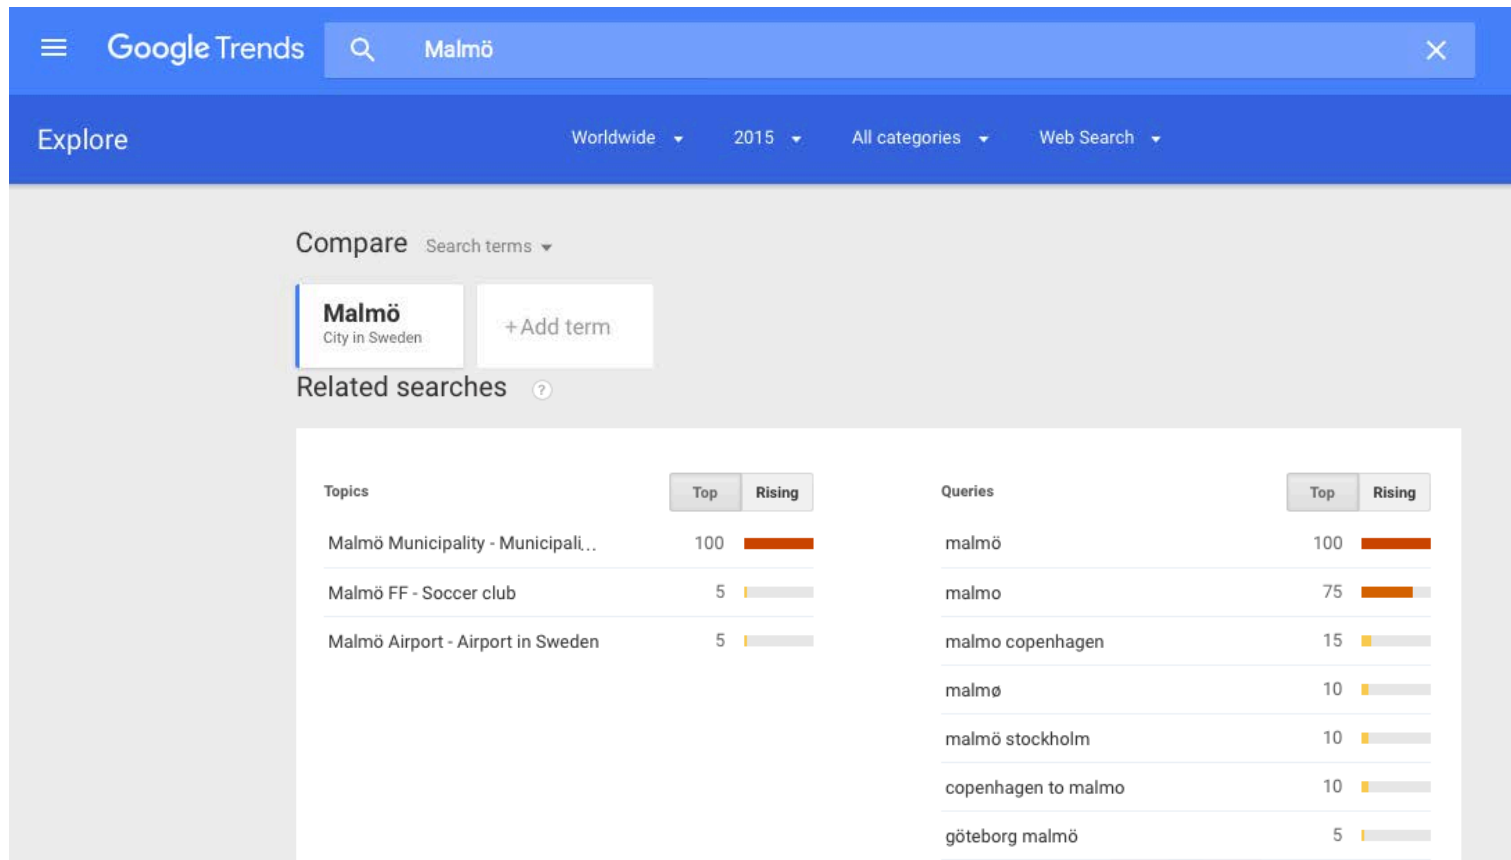 Google Trends Malmö
Explore Worldwide 2015 All categories Web Search
Compare Search terms
Malmö
City in Sweden
+Add term
Related searches ?
Topics Top Rising
Malmö Municipality - Municipali... 100
Malmö FF - Soccer club 5
Malmö Airport - Airport in Sweden 5
Queries Top Rising
malmö 100
malmo 75
malmo copenhagen 15
malmø 10
malmö stockholm 10
copenhagen to malmo 10
göteborg malmö 5